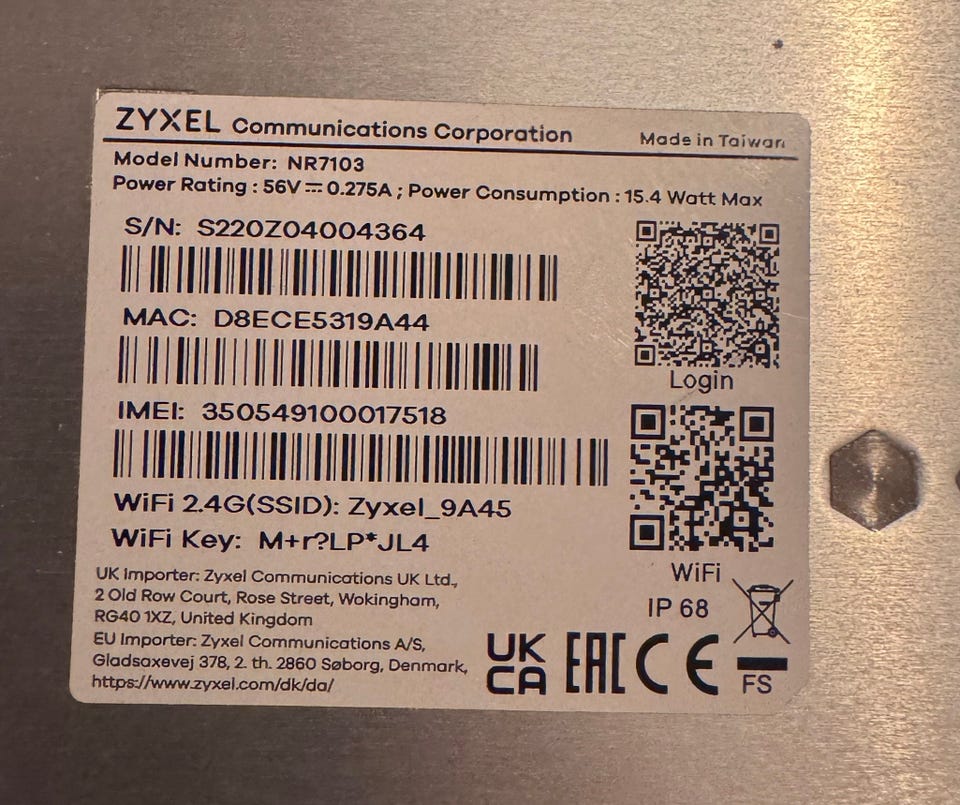 ZYXEL Communications Corporation Made in Taiwan
Model Number: NR7103
Power Rating : 56V ⎓ 0.275A ; Power Consumption : 15.4 Watt Max
S/N: S220Z04004364
MAC: D8ECE5319A44
Login
IMEI: 350549100017518
WiFi 2.4G(SSID): Zyxel_9A45
WiFi Key: M+r?LP*JL4
WiFi
UK Importer: Zyxel Communications UK Ltd.,
2 Old Row Court, Rose Street, Wokingham,
RG40 1XZ, United Kingdom
EU Importer: Zyxel Communications A/S,
Gladsaxevej 378, 2. th. 2860 Søborg, Denmark,
https://www.zyxel.com/dk/da/
IP 68
UK
CA EAC CE
FS